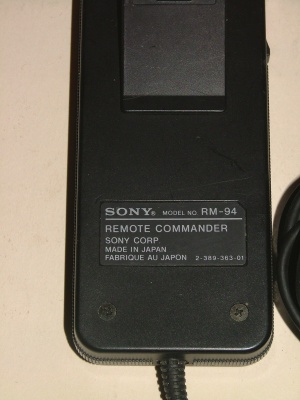 SONY® MODEL NO. RM-94
REMOTE COMMANDER
SONY CORP.
MADE IN JAPAN
FABRIQUE AU JAPON 2-369-363-01